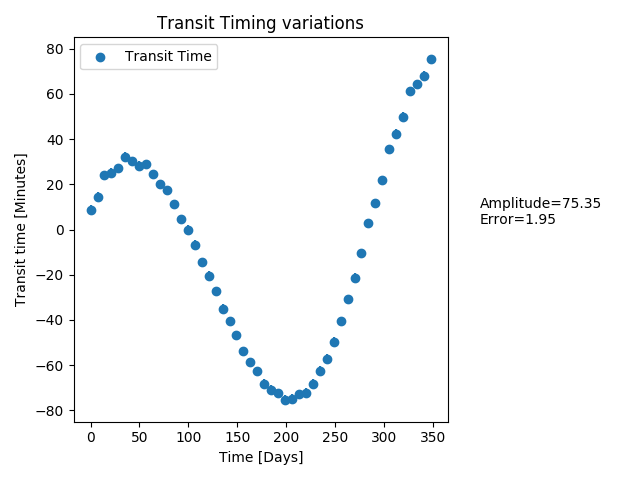 Transit Timing variations
Transit Time
80
60
40
20
0
−20
−40
−60
−80
Transit time [Minutes]
0 50 100 150 200 250 300 350
Time [Days]
Amplitude=75.35
Error=1.95